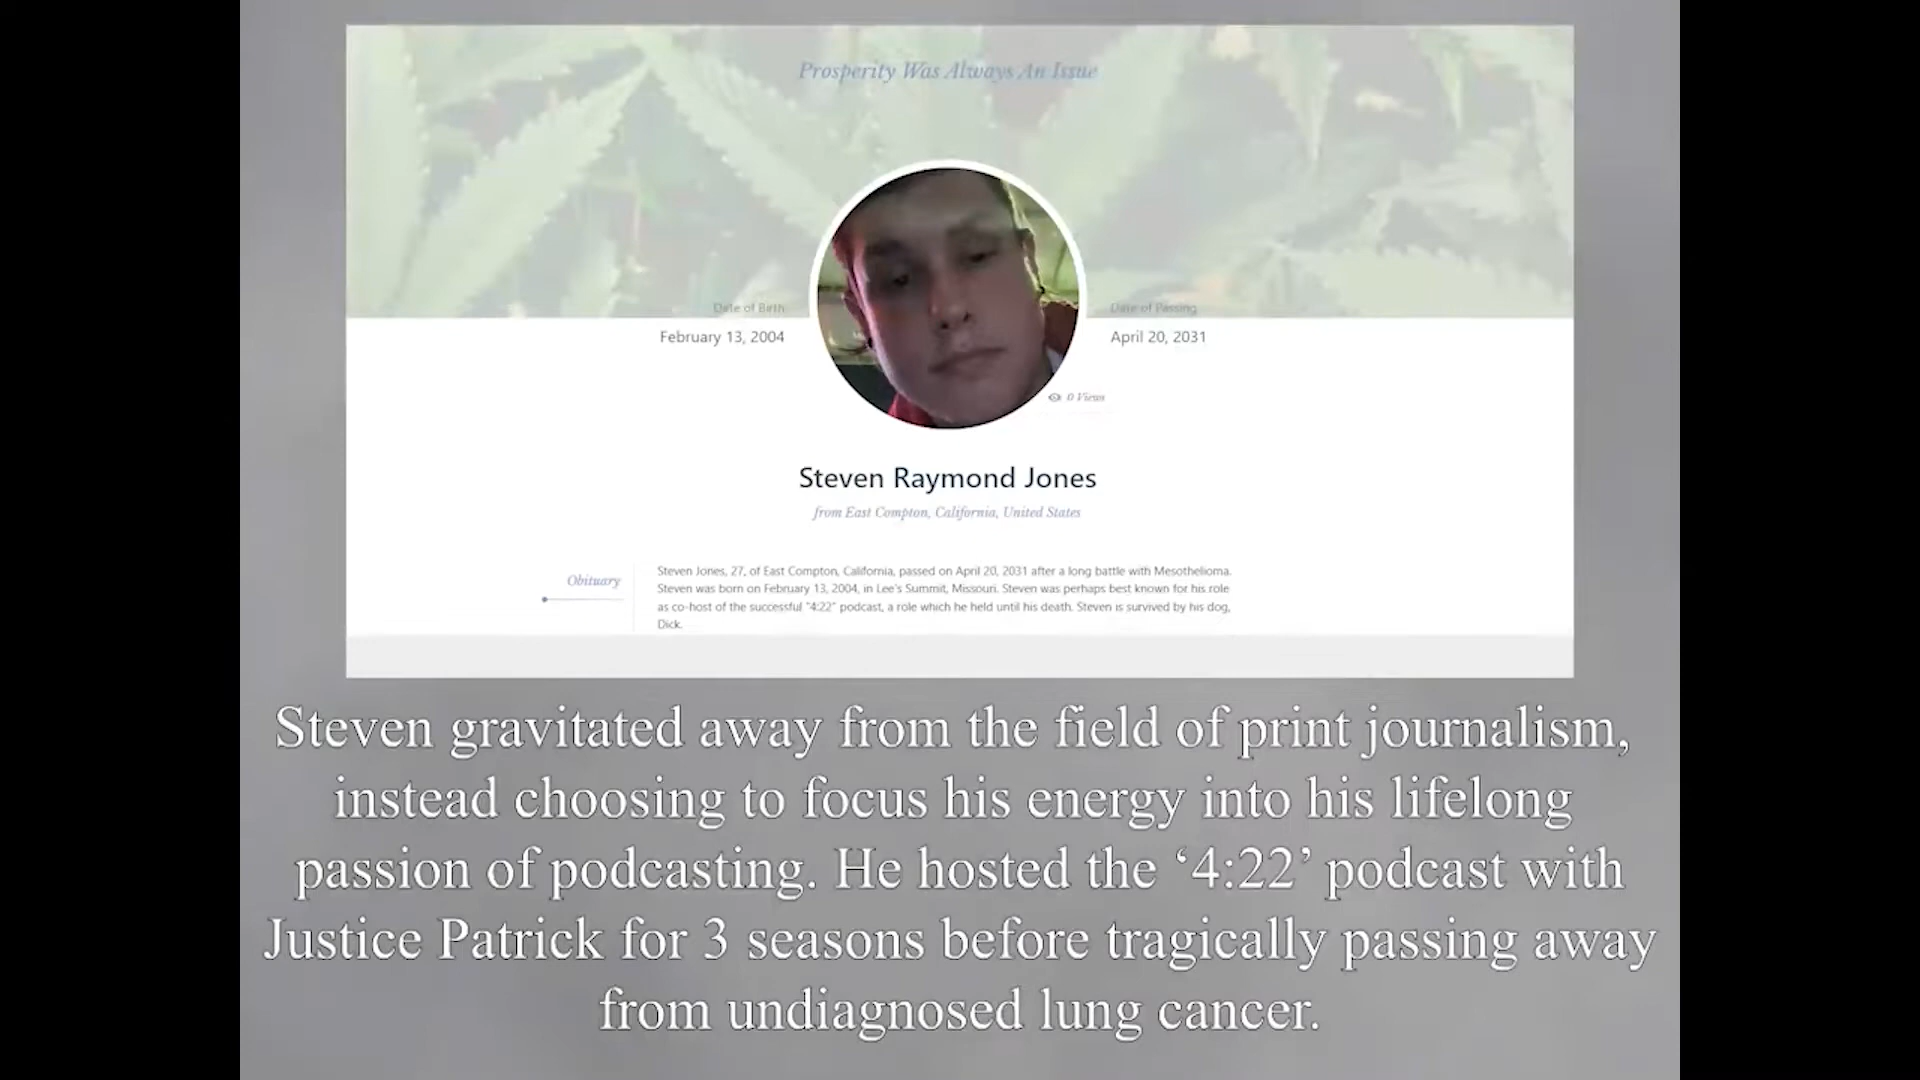 Prosperity Was Always An Issue
Date of Birth
February 13, 2004
Date of Passing
April 20, 2031
0 Views
Steven Raymond Jones
from East Compton, California, United States
Obituary
Steven Jones, 27, of East Compton, California, passed on April 20, 2031 after a long battle with Mesothelioma.
Steven was born on February 13, 2004, in Lee's Summit, Missouri. Steven was perhaps best known for his role
as co-host of the successful "4:22" podcast, a role which he held until his death. Steven is survived by his dog,
Dick.
Steven gravitated away from the field of print journalism,
instead choosing to focus his energy into his lifelong
passion of podcasting. He hosted the ‘4:22’ podcast with
Justice Patrick for 3 seasons before tragically passing away
from undiagnosed lung cancer.